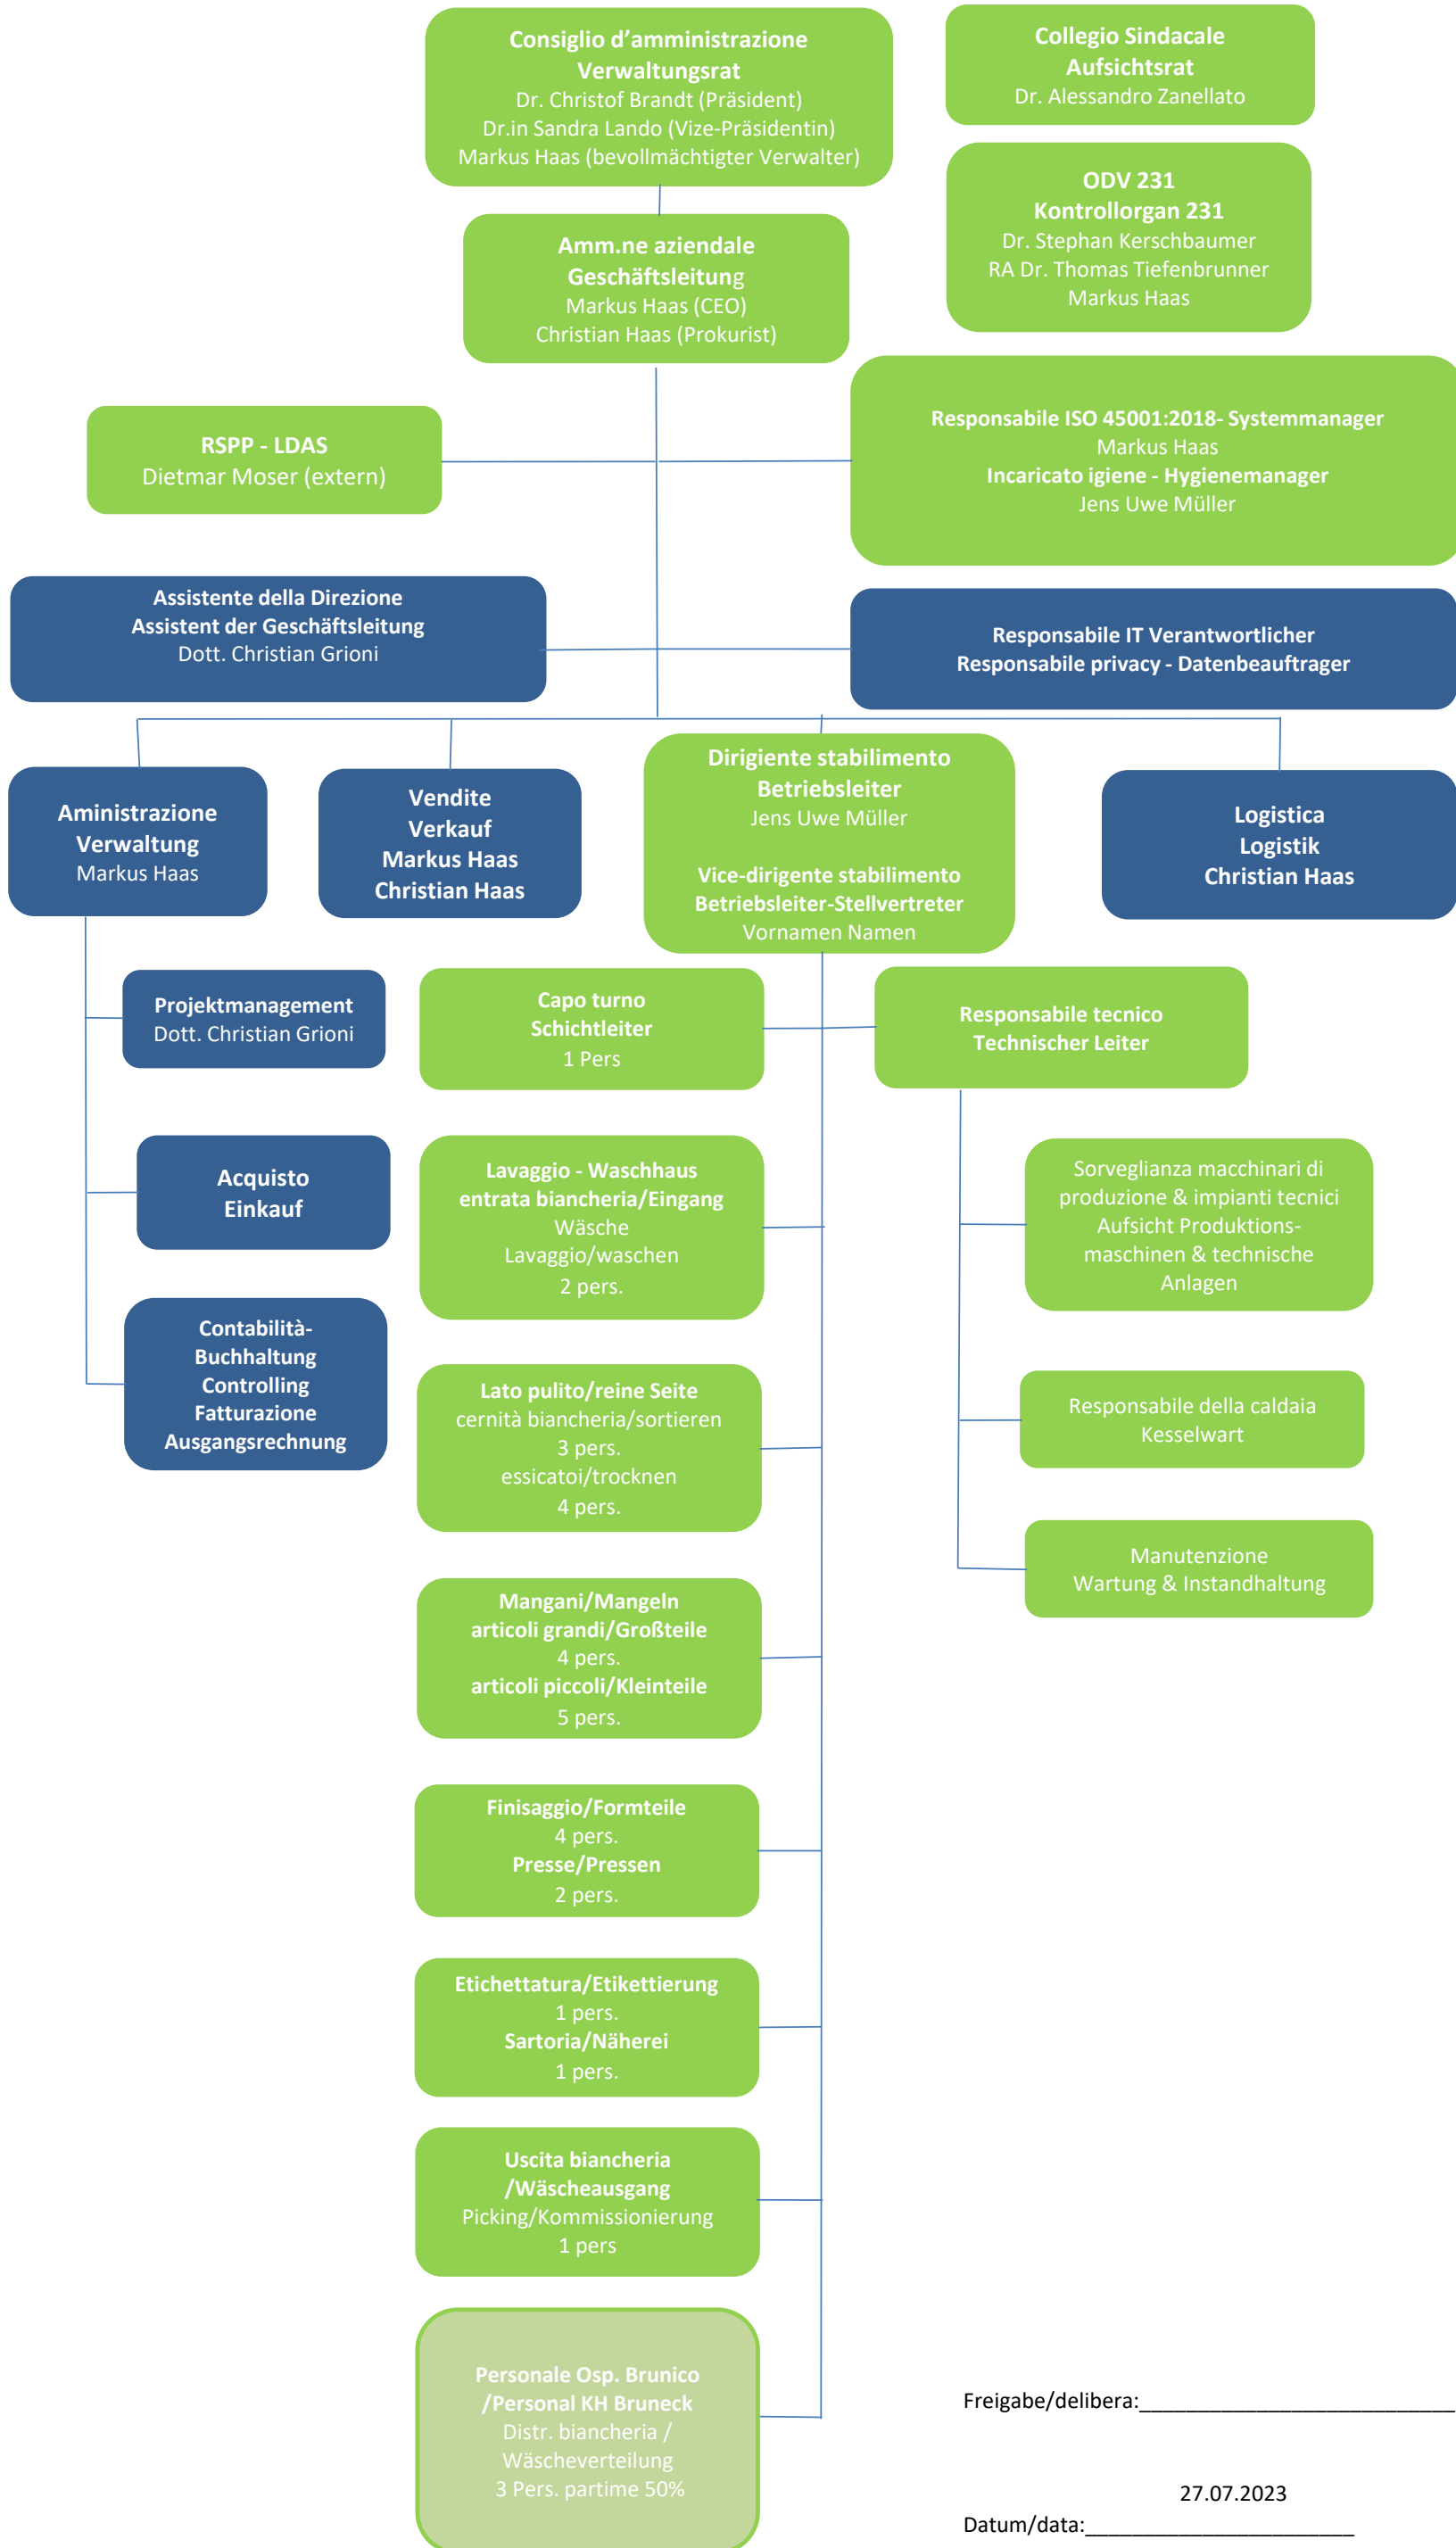 Consiglio d’amministrazione
Verwaltungsrat
Dr. Christof Brandt (Präsident)
Dr.in Sandra Lando (Vize-Präsidentin)
Markus Haas (bevollmächtigter Verwalter)
Collegio Sindacale
Aufsichtsrat
Dr. Alessandro Zanellato
ODV 231
Kontrollorgan 231
Dr. Stephan Kerschbaumer
RA Dr. Thomas Tiefenbrunner
Markus Haas
Amm.ne aziendale
Geschäftsleitung
Markus Haas (CEO)
Christian Haas (Prokurist)
RSPP - LDAS
Dietmar Moser (extern)
Responsabile ISO 45001:2018- Systemmanager
Markus Haas
Incaricato igiene - Hygienemanager
Jens Uwe Müller
Assistente della Direzione
Assistent der Geschäftsleitung
Dott. Christian Grioni
Responsabile IT Verantwortlicher
Responsabile privacy - Datenbeauftrager
Aministrazione
Verwaltung
Markus Haas
Vendite
Verkauf
Markus Haas
Christian Haas
Dirigiente stabilimento
Betriebsleiter
Jens Uwe Müller
Vice-dirigente stabilimento
Betriebsleiter-Stellvertreter
Vornamen Namen
Logistica
Logistik
Christian Haas
Projektmanagement
Dott. Christian Grioni
Acquisto
Einkauf
Contabilità-
Buchhaltung
Controlling
Fatturazione
Ausgangsrechnung
Capo turno
Schichtleiter
1 Pers
Responsabile tecnico
Technischer Leiter
Lavaggio - Waschhaus
entrata biancheria/Eingang
Wäsche
Lavaggio/waschen
2 pers.
Sorveglianza macchinari di
produzione & impianti tecnici
Aufsicht Produktions-
maschinen & technische
Anlagen
Lato pulito/reine Seite
cernità biancheria/sortieren
3 pers.
essicatoi/trocknen
4 pers.
Responsabile della caldaia
Kesselwart
Manutenzione
Wartung & Instandhaltung
Mangani/Mangeln
articoli grandi/Großteile
4 pers.
articoli piccoli/Kleinteile
5 pers.
Finisaggio/Formteile
4 pers.
Presse/Pressen
2 pers.
Etichettatura/Etikettierung
1 pers.
Sartoria/Näherei
1 pers.
Uscita biancheria
/Wäscheausgang
Picking/Kommissionierung
1 pers
Personale Osp. Brunico
/Personal KH Bruneck
Distr. biancheria /
Wäscheverteilung
3 Pers. partime 50%
Freigabe/delibera:___________________________
27.07.2023
Datum/data:_______________________